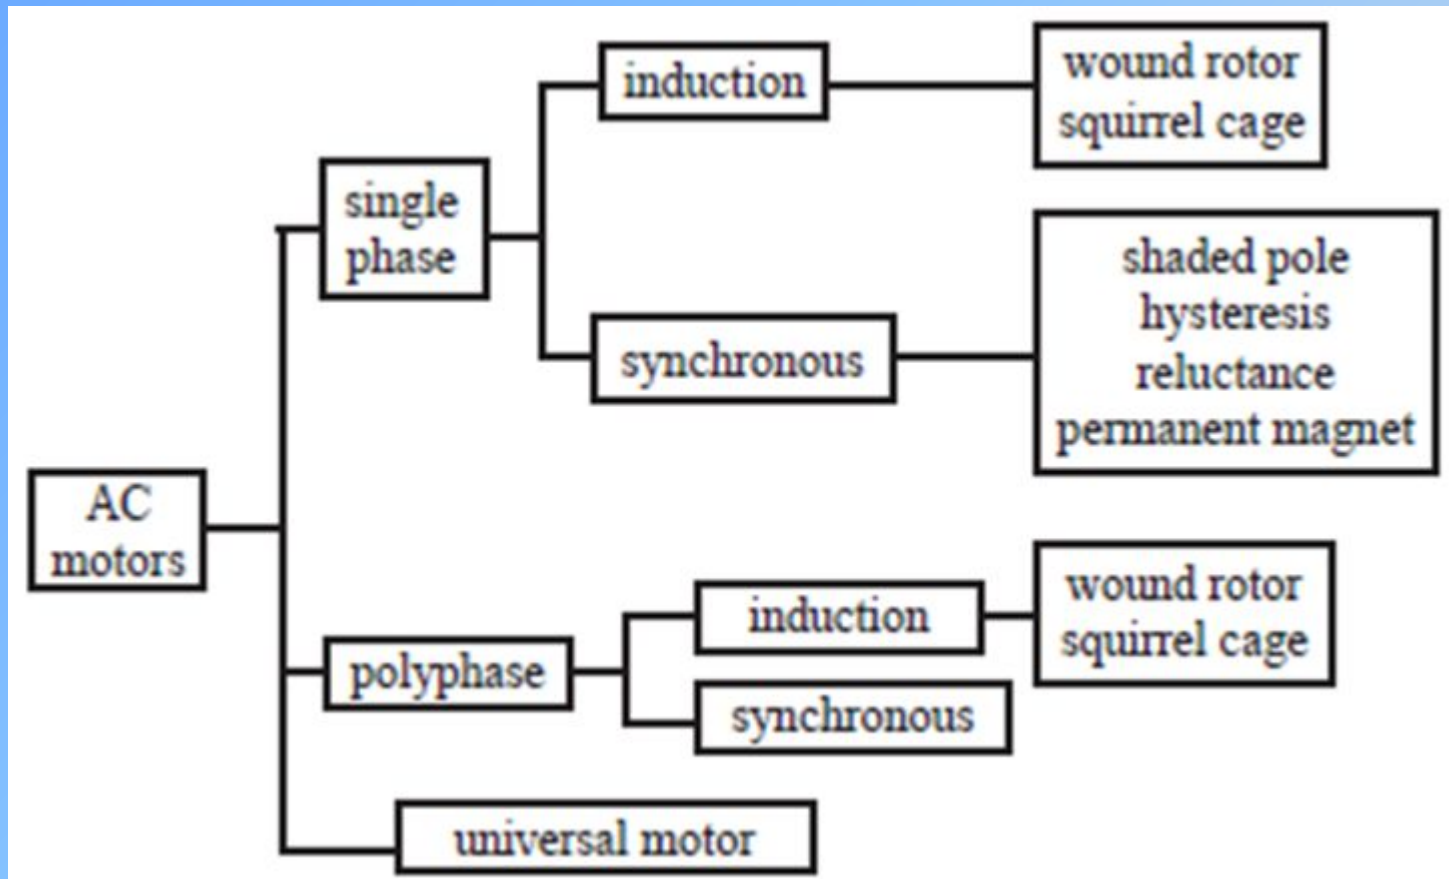 AC
motors
single
phase
induction
wound rotor
squirrel cage
synchronous
shaded pole
hysteresis
reluctance
permanent magnet
polyphase
induction
wound rotor
squirrel cage
synchronous
universal motor